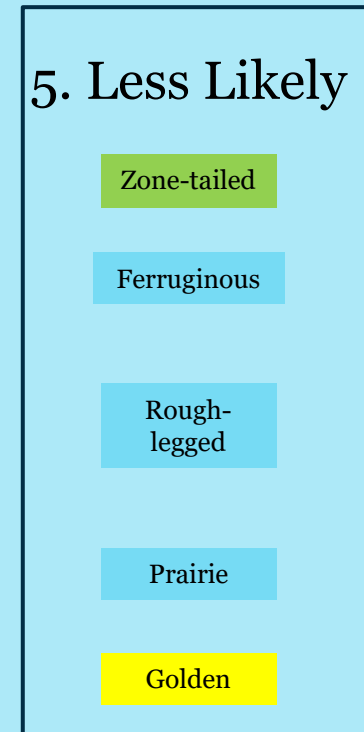 5. Less Likely
Zone-tailed
Ferruginous
Rough-
legged
Prairie
Golden